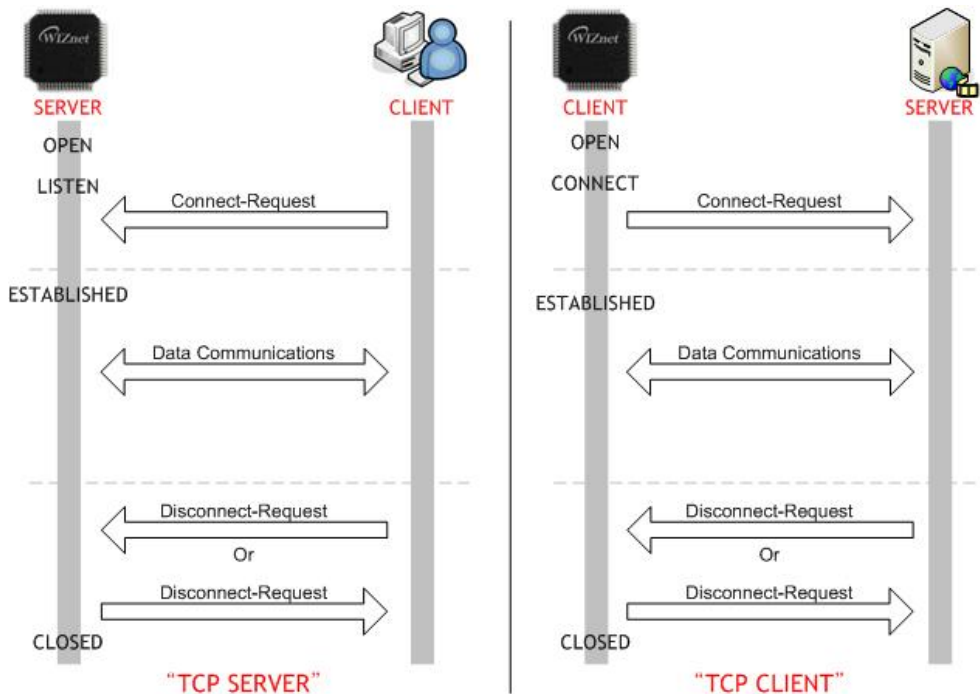 WIZnet
SERVER
CLIENT
OPEN
LISTEN
Connect-Request
ESTABLISHED
Data Communications
Disconnect-Request
Or
Disconnect-Request
CLOSED
"TCP SERVER"
WIZnet
CLIENT
SERVER
OPEN
CONNECT
Connect-Request
ESTABLISHED
Data Communications
Disconnect-Request
Or
Disconnect-Request
CLOSED
"TCP CLIENT"